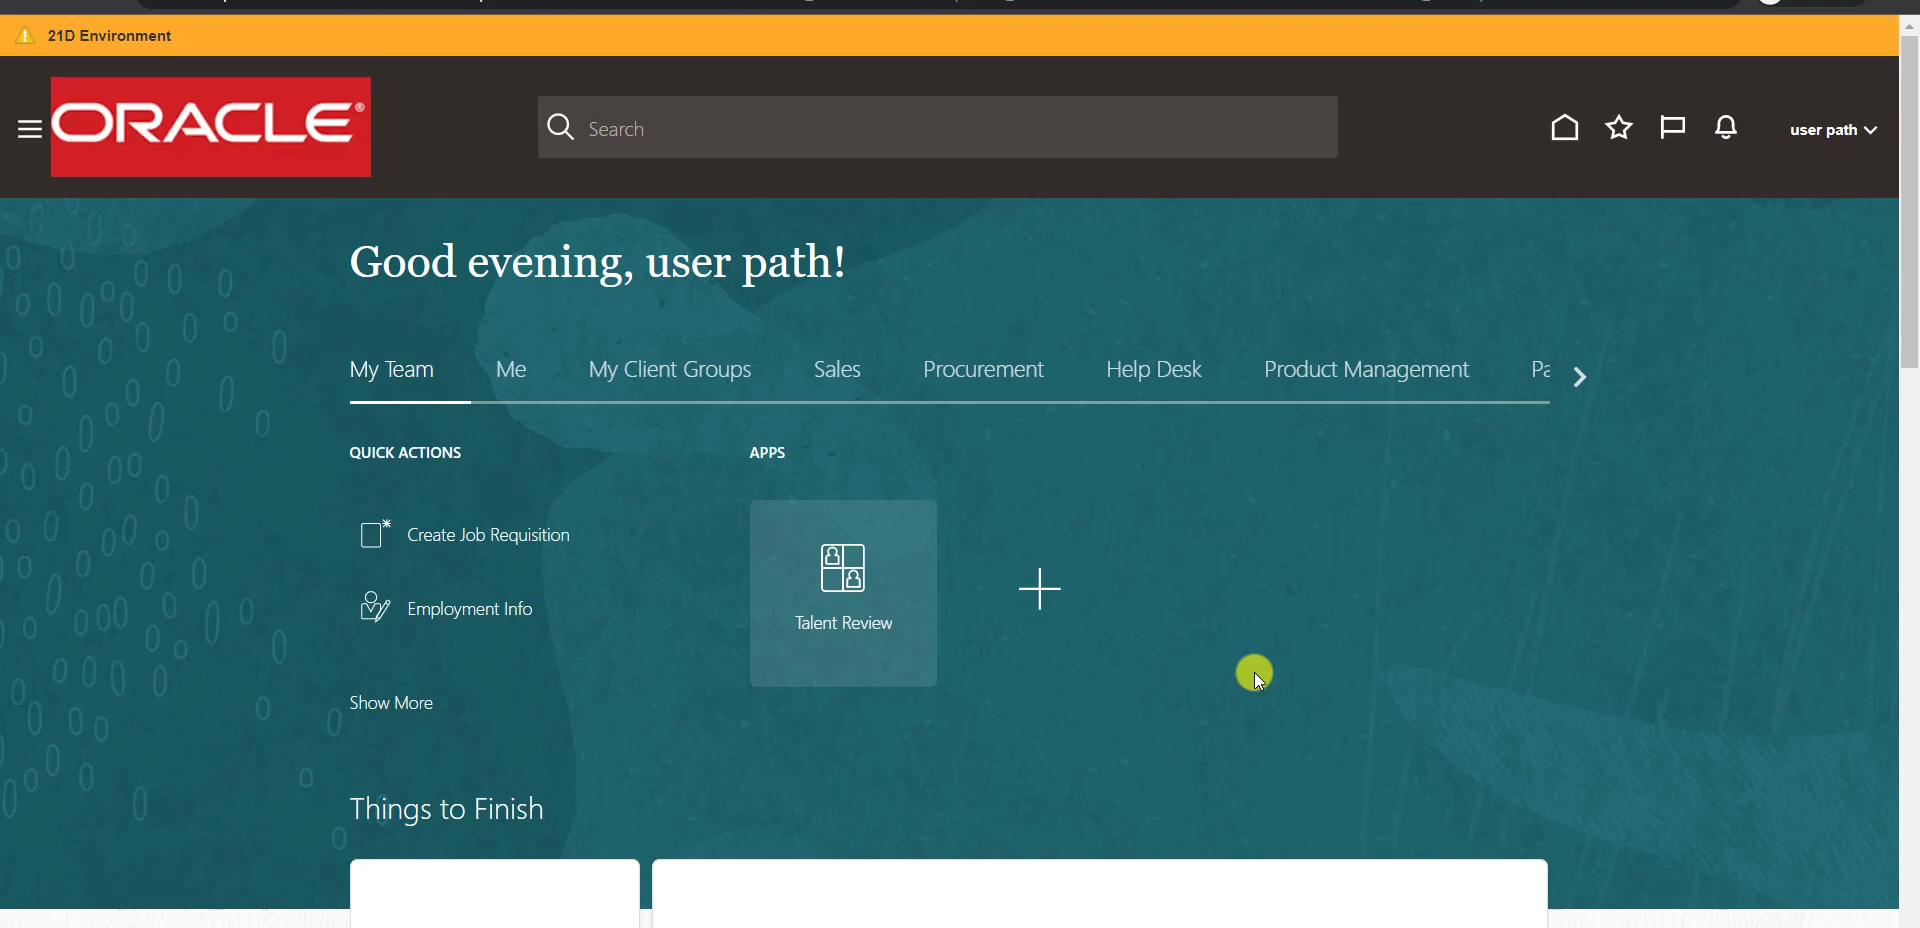 21D Environment
ORACLE®
Search
user path
Good evening, user path!
My Team
Me
My Client Groups
Sales
Procurement
Help Desk
Product Management
Pa
QUICK ACTIONS
APPS
Create Job Requisition
Employment Info
Talent Review
Show More
Things to Finish